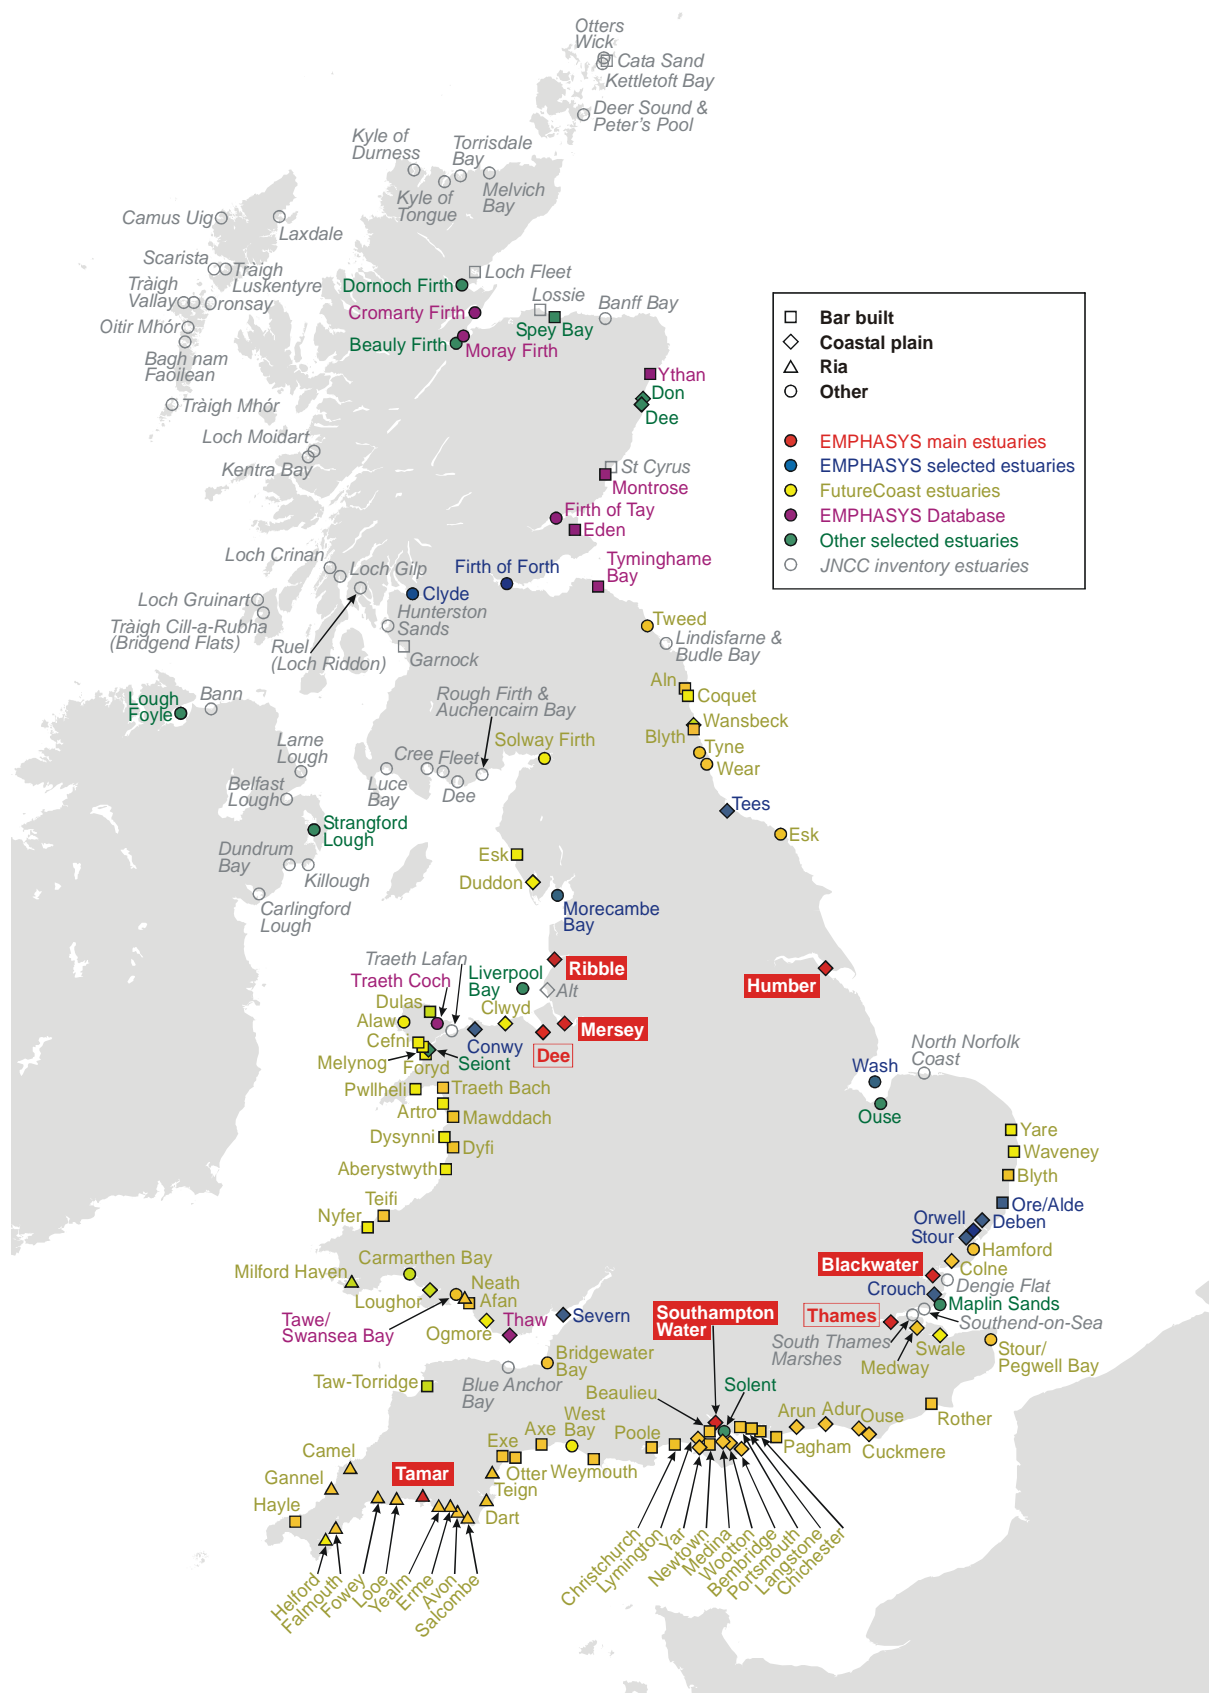 Otters
Wick
Cata Sand
Kettletoft Bay
Deer Sound &
Peter's Pool
Kyle of
Durness
Torrisdale
Bay
Kyle of
Tongue
Melvich
Bay
Camus Uig
Laxdale
Scarista
Tràigh
Luskentyre
Tràigh
Vallay
Oronsay
Oitir Mhór
Bagh nam
Faoilean
Tràigh Mhór
Loch Fleet
Dornoch Firth
Lossie
Banff Bay
Cromarty Firth
Spey Bay
Beauly Firth
Moray Firth
Ythan
Don
Dee
Bar built
Coastal plain
Ria
Other
EMPHASYS main estuaries
EMPHASYS selected estuaries
FutureCoast estuaries
EMPHASYS Database
Other selected estuaries
JNCC inventory estuaries
Loch Moidart
Kentra Bay
St Cyrus
Montrose
Firth of Tay
Eden
Loch Crinan
Loch Gilp
Firth of Forth
Tyminghame
Bay
Clyde
Loch Gruinart
Tràigh Cill-a-Rubha
(Bridgend Flats)
Ruel
(Loch Riddon)
Hunterston
Sands
Garnock
Tweed
Lindisfarne &
Budle Bay
Lough
Foyle
Bann
Rough Firth &
Auchencairn Bay
Aln
Coquet
Wansbeck
Blyth
Tyne
Wear
Solway Firth
Larne
Lough
Cree
Fleet
Luce
Bay
Dee
Belfast
Lough
Tees
Esk
Strangford
Lough
Dundrum
Bay
Killough
Carlingford
Lough
Esk
Duddon
Morecambe
Bay
Traeth Lafan
Traeth Coch
Liverpool
Bay
Ribble
Alt
Humber
Dulas
Clwyd
Alaw
Mersey
Cefni
Conwy
Dee
Melynog
Foryd
Seiont
North Norfolk
Coast
Wash
Ouse
Pwllheli
Traeth Bach
Artro
Mawddach
Dysynni
Dyfi
Aberystwyth
Yare
Waveney
Blyth
Teifi
Nyfer
Ore/Alde
Orwell
Deben
Stour
Hamford
Colne
Carmarthen Bay
Milford Haven
Blackwater
Dengie Flat
Neath
Afan
Loughor
Crouch
Maplin Sands
Tawe/
Swansea Bay
Ogmore
Thaw
Severn
Southampton
Water
Thames
Southend-on-Sea
South Thames
Marshes
Swale
Medway
Stour/
Pegwell Bay
Bridgewater
Bay
Taw-Torridge
Blue Anchor
Bay
Beaulieu
Solent
Rother
Arun
Adur
Ouse
Cuckmere
Pagham
West
Bay
Axe
Exe
Poole
Otter
Weymouth
Camel
Gannel
Tamar
Teign
Hayle
Dart
Helford
Falmouth
Fowey
Looe
Yealm
Erme
Avon
Salcombe
Christchurch
Lymington
Yar
Newtown
Medina
Wootton
Bembridge
Portsmouth
Langstone
Chichester